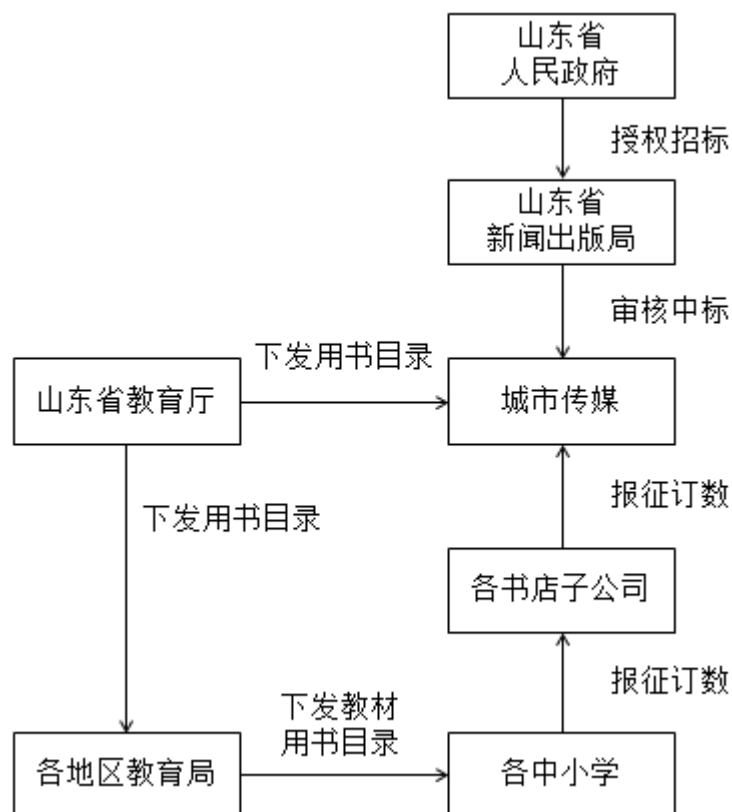 山东省
人民政府
授权招标
山东省
新闻出版局
审核中标
下发用书目录
山东省教育厅
城市传媒
报征订数
下发用书目录
各书店子公司
报征订数
下发教材
用书目录
各地区教育局
各中小学